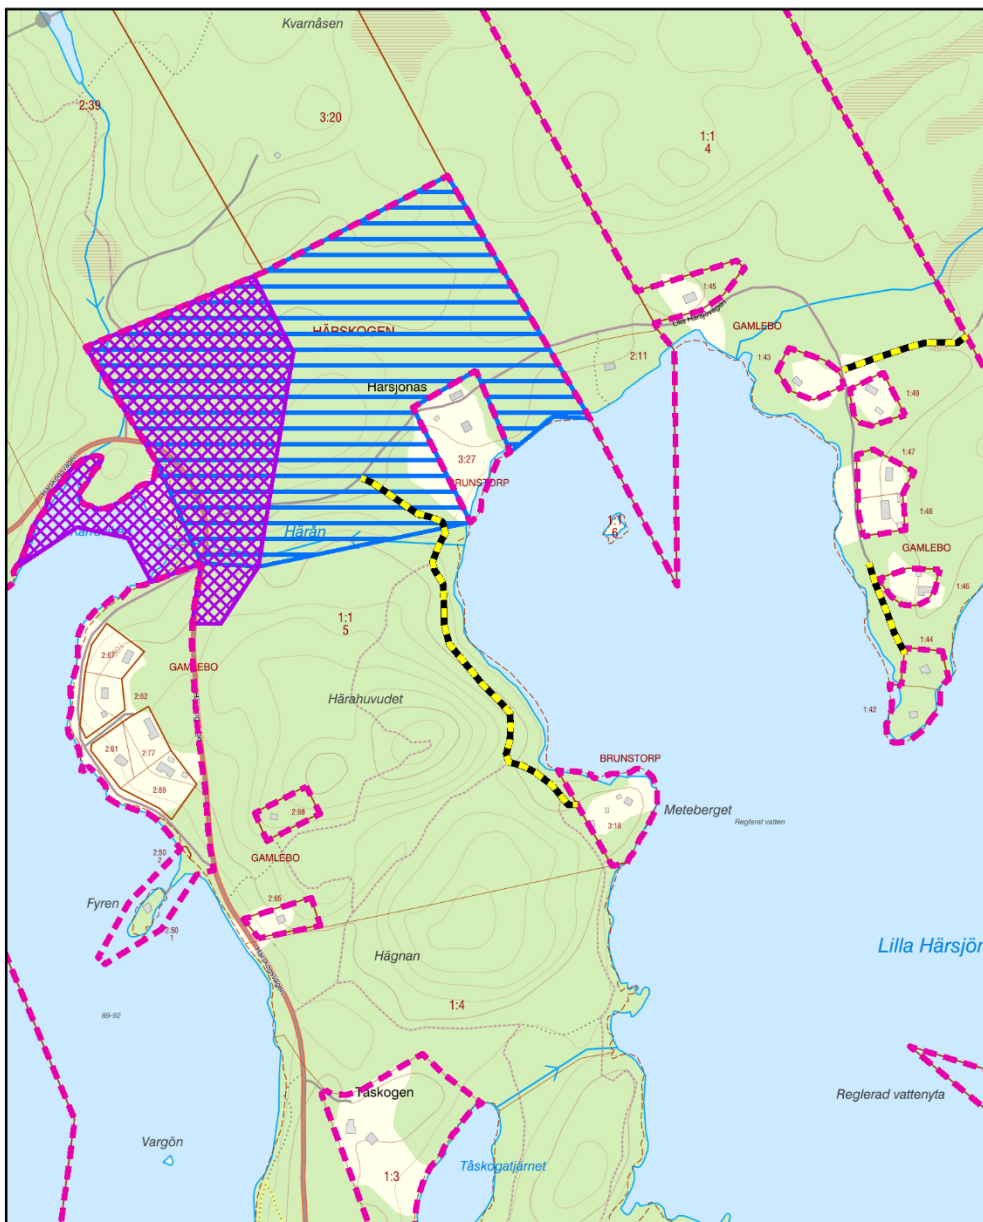 Kvarnåsen
2:39
3:20
1:1
4
1:45
Lilla Härsjövägen
GAMLEBO
HÄRSKOGEN
2:11
1:43
Härsjönäs
1:49
3:27
1:47
BRUNSTORP
Härskogsvägen
1:48
1:1
6
Härån
GAMLEBO
1:46
1:1
5
1:44
2:67
GAMLEBO
2:62
Härahuvudet
1:42
2:61
2:77
BRUNSTORP
2:89
Meteberget
2:88
3:18
Reglerat vatten
2:50
2
GAMLEBO
Fyren
2:65
2:50
1
Lilla Härsjön
Hägnan
Härskogsvägen
1:4
89-92
Tåskogen
Reglerad vattenyta
Vargön
Tåskogatjärnet
1:3